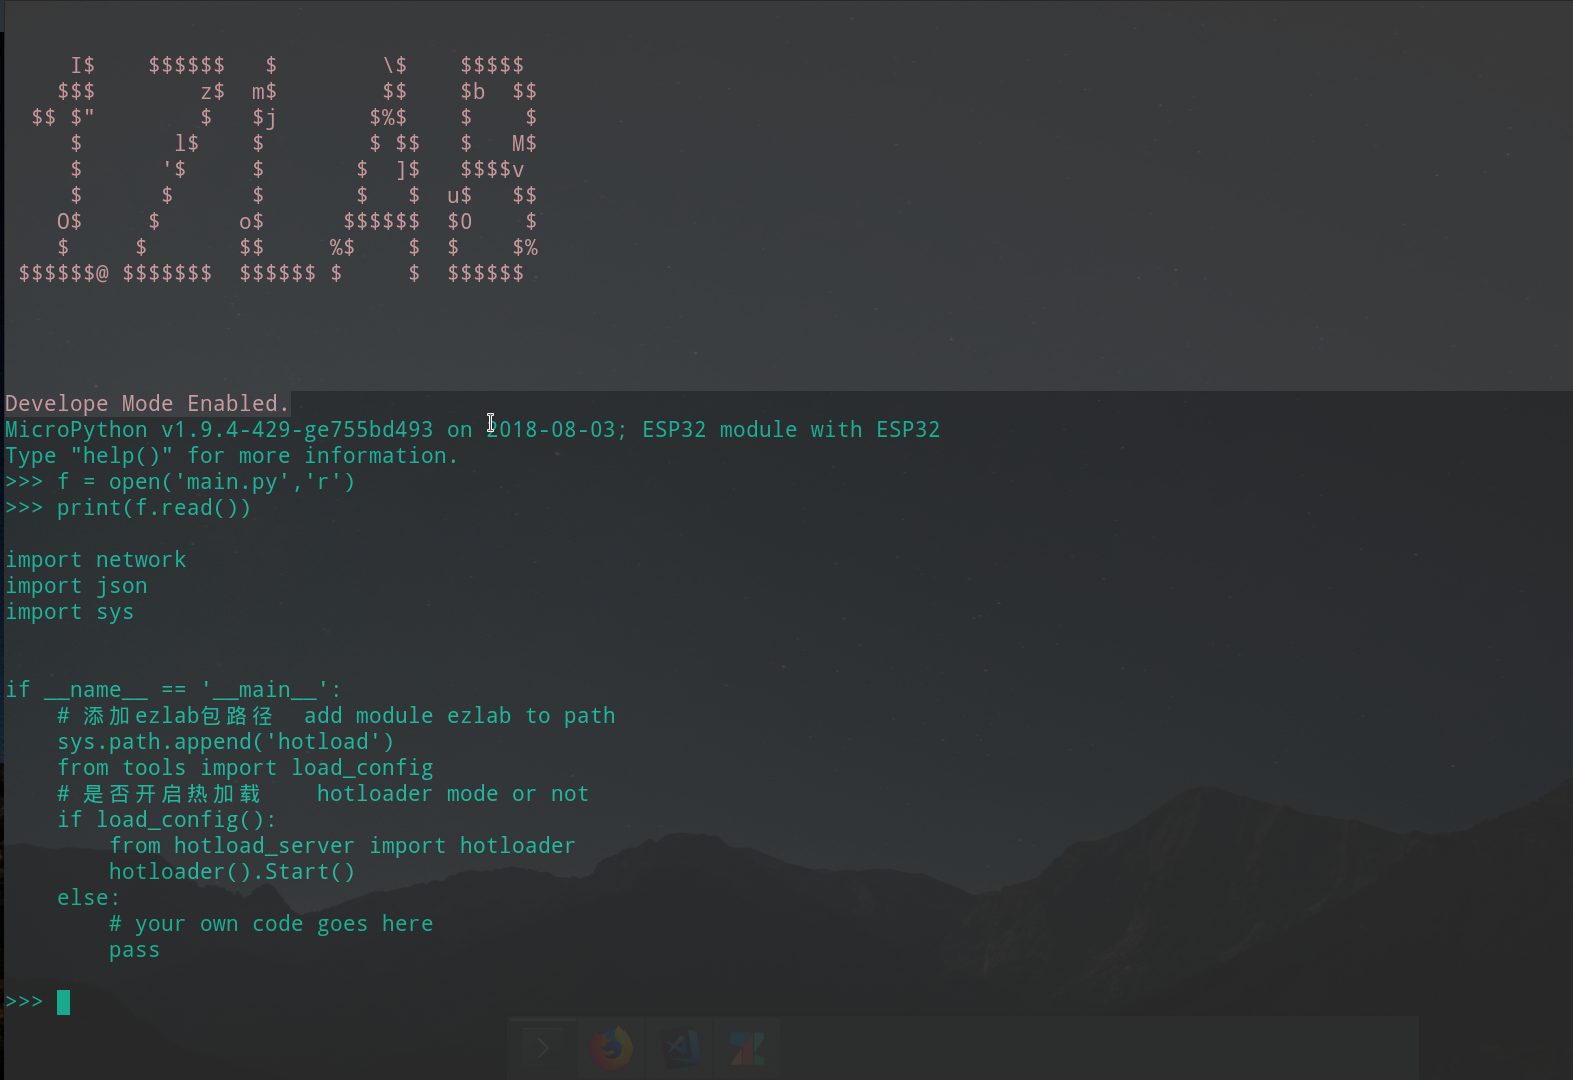 I$    $$$$$$   $        \$    $$$$$
    $$$        z$  m$        $$    $b  $$
  $$ $"        $   $j       $%$    $    $
     $       l$    $        $ $$   $   M$
     $      '$     $       $  ]$   $$$$v
     $      $      $       $   $  u$   $$
    O$     $      o$      $$$$$$  $O    $
    $     $       $$     %$    $  $    $%
 $$$$$$@ $$$$$$$  $$$$$$ $     $  $$$$$$
Develope Mode Enabled.
MicroPython v1.9.4-429-ge755bd493 on 2018-08-03; ESP32 module with ESP32
Type "help()" for more information.
>>> f = open('main.py','r')
>>> print(f.read())
import network
import json
import sys
if __name__ == '__main__':
    # 添加ezlab包路径  add module ezlab to path
    sys.path.append('hotload')
    from tools import load_config
    # 是否开启热加载    hotloader mode or not
    if load_config():
        from hotload_server import hotloader
        hotloader().Start()
    else:
        # your own code goes here
        pass
>>>